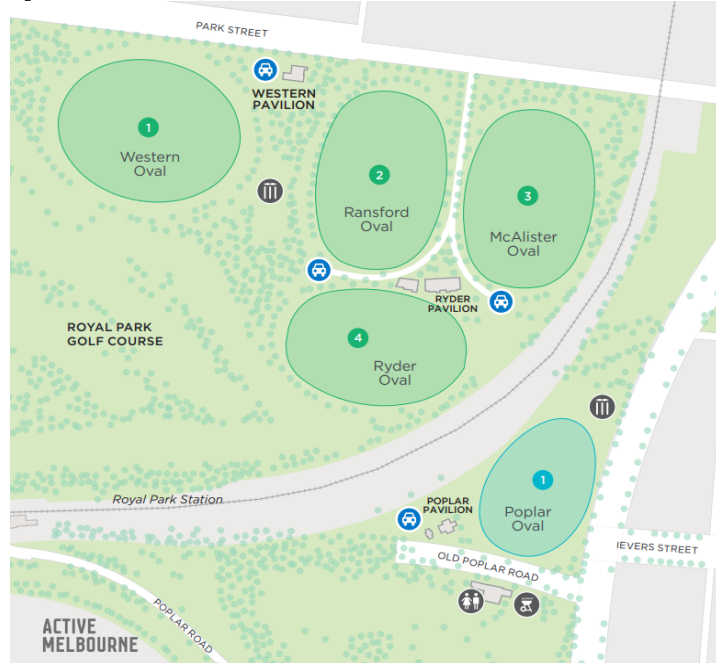 PARK STREET
WESTERN
PAVILION
1
Western
Oval
2
Ransford
Oval
3
McAlister
Oval
RYDER
PAVILION
ROYAL PARK
GOLF COURSE
4
Ryder
Oval
Royal Park Station
POPLAR
PAVILION
1
Poplar
Oval
IEVERS STREET
OLD POPLAR ROAD
POPLAR ROAD
ACTIVE
MELBOURNE